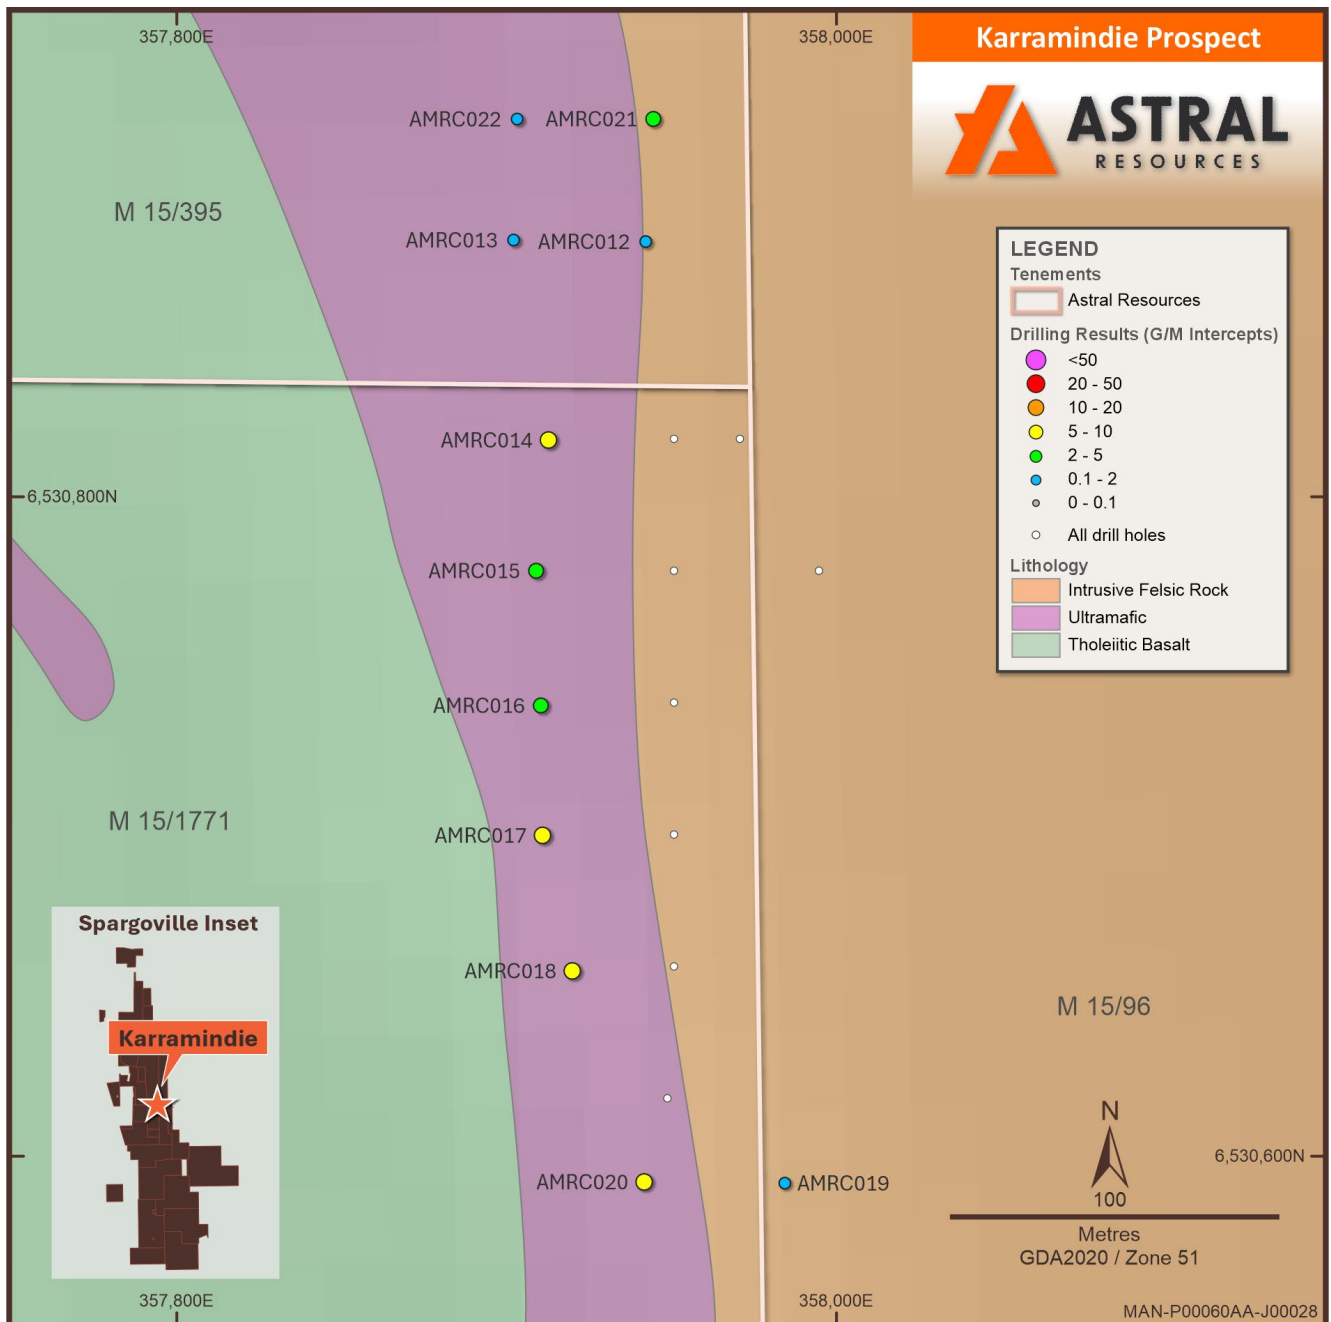 357,800E
358,000E
Karramindie Prospect
ASTRAL
RESOURCES
AMRC022
AMRC021
M 15/395
AMRC013
AMRC012
LEGEND
Tenements
Astral Resources
Drilling Results (G/M Intercepts)
<50
20 - 50
10 - 20
5 - 10
2 - 5
0.1 - 2
0 - 0.1
All drill holes
Lithology
Intrusive Felsic Rock
Ultramafic
Tholeiitic Basalt
AMRC014
6,530,800N
AMRC015
AMRC016
M 15/1771
AMRC017
Spargoville Inset
Karramindie
AMRC018
M 15/96
AMRC020
AMRC019
N
6,530,600N
100
Metres
GDA2020 / Zone 51
357,800E
358,000E
MAN-P00060AA-J00028